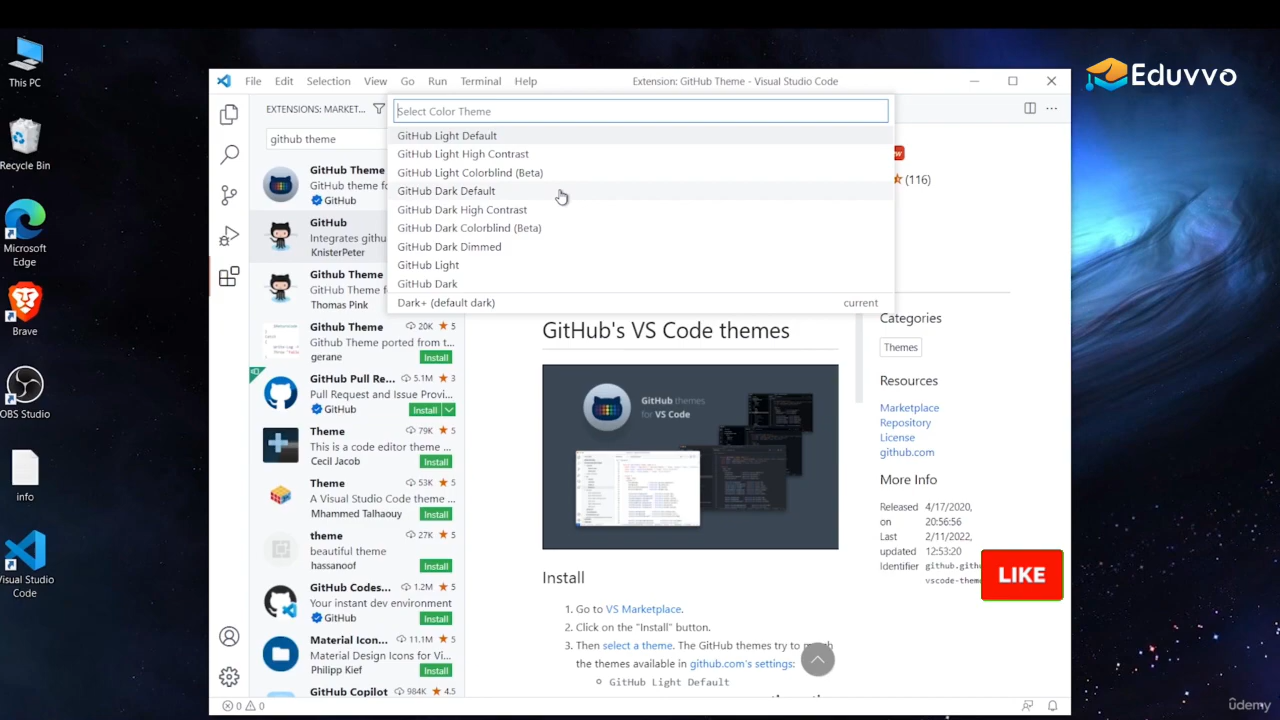 This PC
Recycle Bin
Microsoft
Edge
Brave
OBS Studio
info
Visual Studio
Code
Eduvvo
File Edit Selection View Go Run Terminal Help
Extension: GitHub Theme - Visual Studio Code
EXTENSIONS: MARKET...
github theme
Select Color Theme
GitHub Light Default
GitHub Light High Contrast
GitHub Light Colorblind (Beta)
GitHub Dark Default
GitHub Dark High Contrast
GitHub Dark Colorblind (Beta)
GitHub Dark Dimmed
GitHub Light
GitHub Dark
Dark+ (default dark) current
GitHub Theme
GitHub theme fo
GitHub
GitHub
Integrates githu
KnisterPeter
Github Theme
GitHub Theme fo
Thomas Pink
Github Theme 20K ★ 5
Github Theme ported from t...
gerane Install
GitHub Pull Re... 5.1M ★ 3
Pull Request and Issue Provi...
GitHub Install
Theme 79K ★ 5
This is a code editor theme ...
Cecil Jacob Install
Theme 53K ★ 5
A Visual Studio Code theme ...
Mhammed Talhaouy Install
theme 27K ★ 5
beautiful theme
hassanoof Install
GitHub Codes... 1.2M ★ 5
Your instant dev environment
GitHub Install
Material Icon... 11.1M ★ 5
Material Design Icons for Vi...
Philipp Kief Install
GitHub Copilot 984K ★ 4.5
(116)
GitHub's VS Code themes
GitHub themes
for VS Code
Install
1. Go to VS Marketplace.
2. Click on the "Install" button.
3. Then select a theme. The GitHub themes try to match
the themes available in github.com's settings:
GitHub Light Default
Categories
Themes
Resources
Marketplace
Repository
License
github.com
More Info
Released 4/17/2020,
on 20:56:56
Last 2/11/2022,
updated 12:53:20
Identifier github.gith
vscode-them
LIKE
0 0
udemy